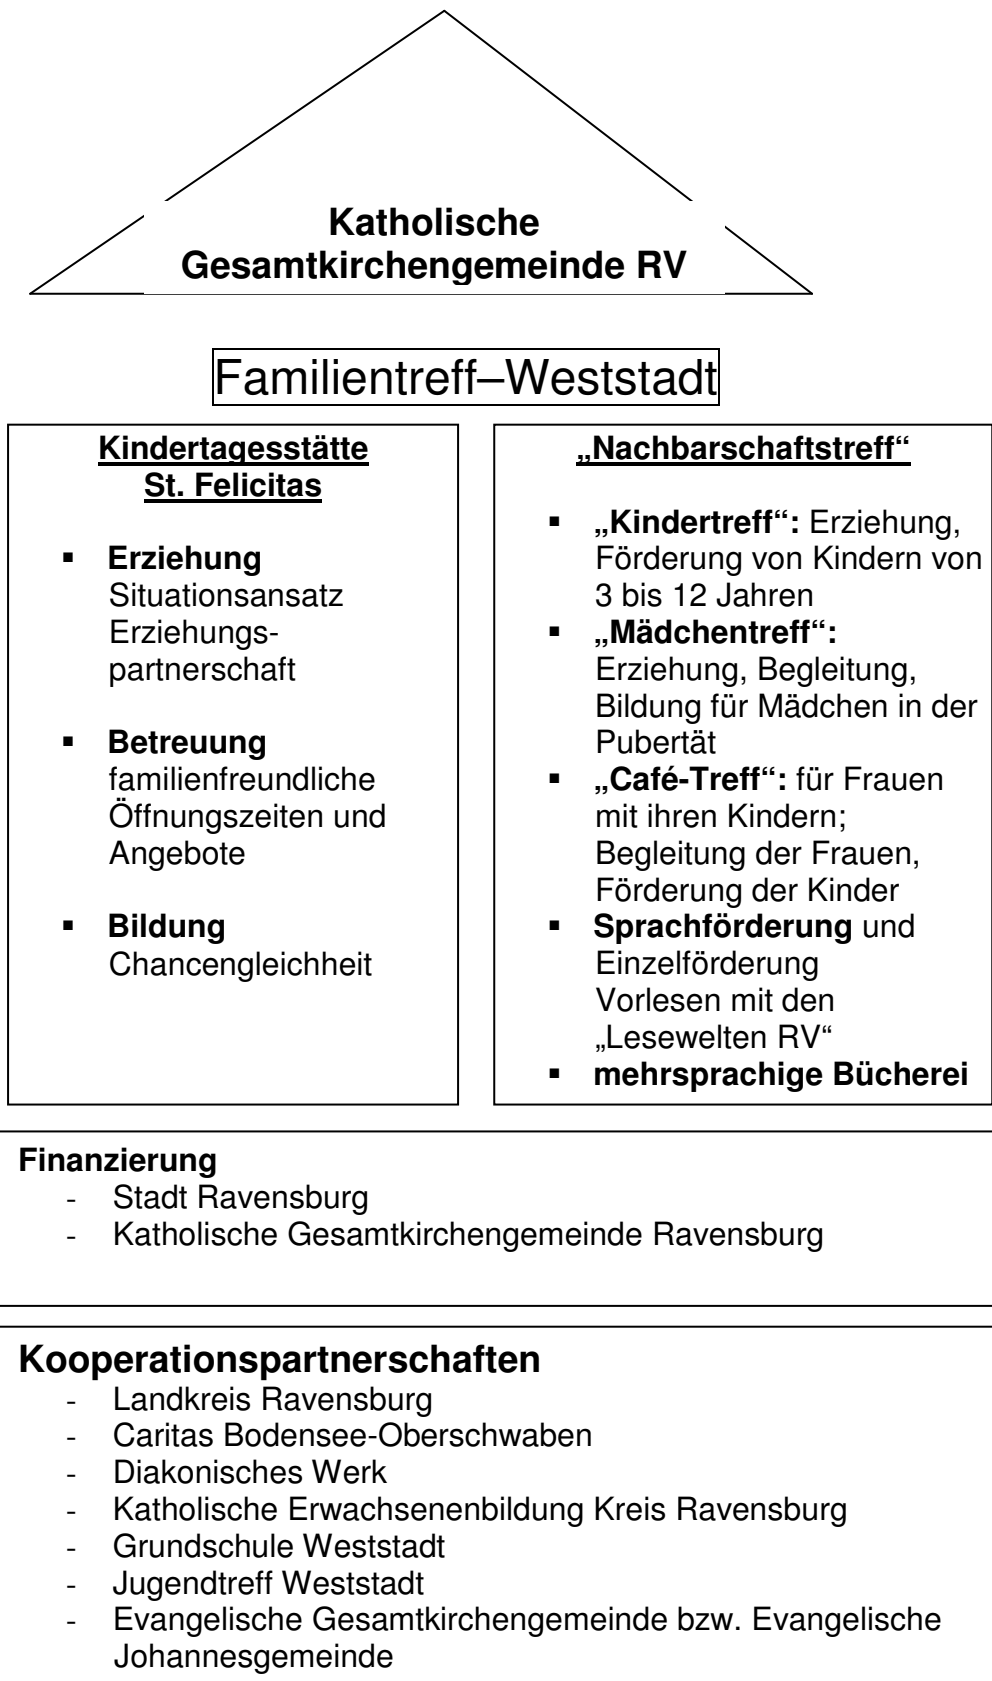 Katholische
Gesamtkirchengemeinde RV
Familientreff–Weststadt
Kindertagesstätte
St. Felicitas
▪ Erziehung
Situationsansatz
Erziehungs-
partnerschaft
▪ Betreuung
familienfreundliche
Öffnungszeiten und
Angebote
▪ Bildung
Chancengleichheit
„Nachbarschaftstreff“
▪ „Kindertreff“: Erziehung,
Förderung von Kindern von
3 bis 12 Jahren
▪ „Mädchentreff“:
Erziehung, Begleitung,
Bildung für Mädchen in der
Pubertät
▪ „Café-Treff“: für Frauen
mit ihren Kindern;
Begleitung der Frauen,
Förderung der Kinder
▪ Sprachförderung und
Einzelförderung
Vorlesen mit den
„Lesewelten RV“
▪ mehrsprachige Bücherei
Finanzierung
- Stadt Ravensburg
- Katholische Gesamtkirchengemeinde Ravensburg
Kooperationspartnerschaften
- Landkreis Ravensburg
- Caritas Bodensee-Oberschwaben
- Diakonisches Werk
- Katholische Erwachsenenbildung Kreis Ravensburg
- Grundschule Weststadt
- Jugendtreff Weststadt
- Evangelische Gesamtkirchengemeinde bzw. Evangelische
Johannesgemeinde